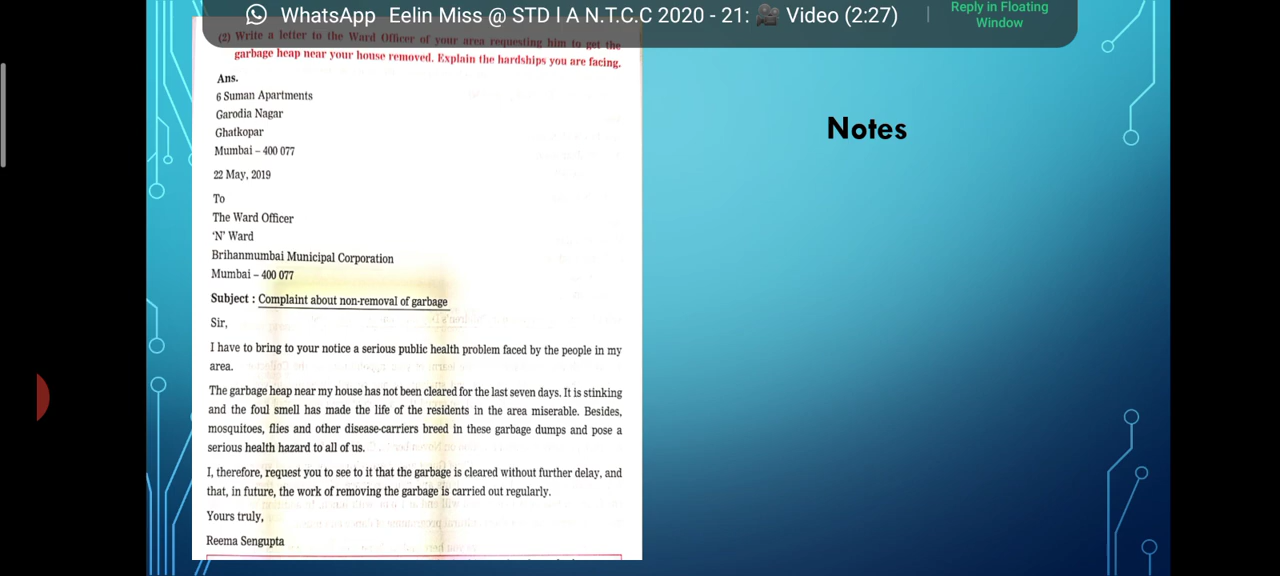 WhatsApp Eelin Miss @ STD I A N.T.C.C 2020 - 21: 🎥 Video (2:27)
Reply in Floating
Window
(2) Write a letter to the Ward Officer of your area requesting him to get the
garbage heap near your house removed. Explain the hardships you are facing.
Ans.
6 Suman Apartments
Garodia Nagar
Ghatkopar
Mumbai – 400 077
22 May, 2019
To
The Ward Officer
'N' Ward
Brihanmumbai Municipal Corporation
Mumbai – 400 077
Subject : Complaint about non-removal of garbage
Sir,
I have to bring to your notice a serious public health problem faced by the people in my
area.
The garbage heap near my house has not been cleared for the last seven days. It is stinking
and the foul smell has made the life of the residents in the area miserable. Besides,
mosquitoes, flies and other disease-carriers breed in these garbage dumps and pose a
serious health hazard to all of us.
I, therefore, request you to see to it that the garbage is cleared without further delay, and
that, in future, the work of removing the garbage is carried out regularly.
Yours truly,
Reema Sengupta
Notes